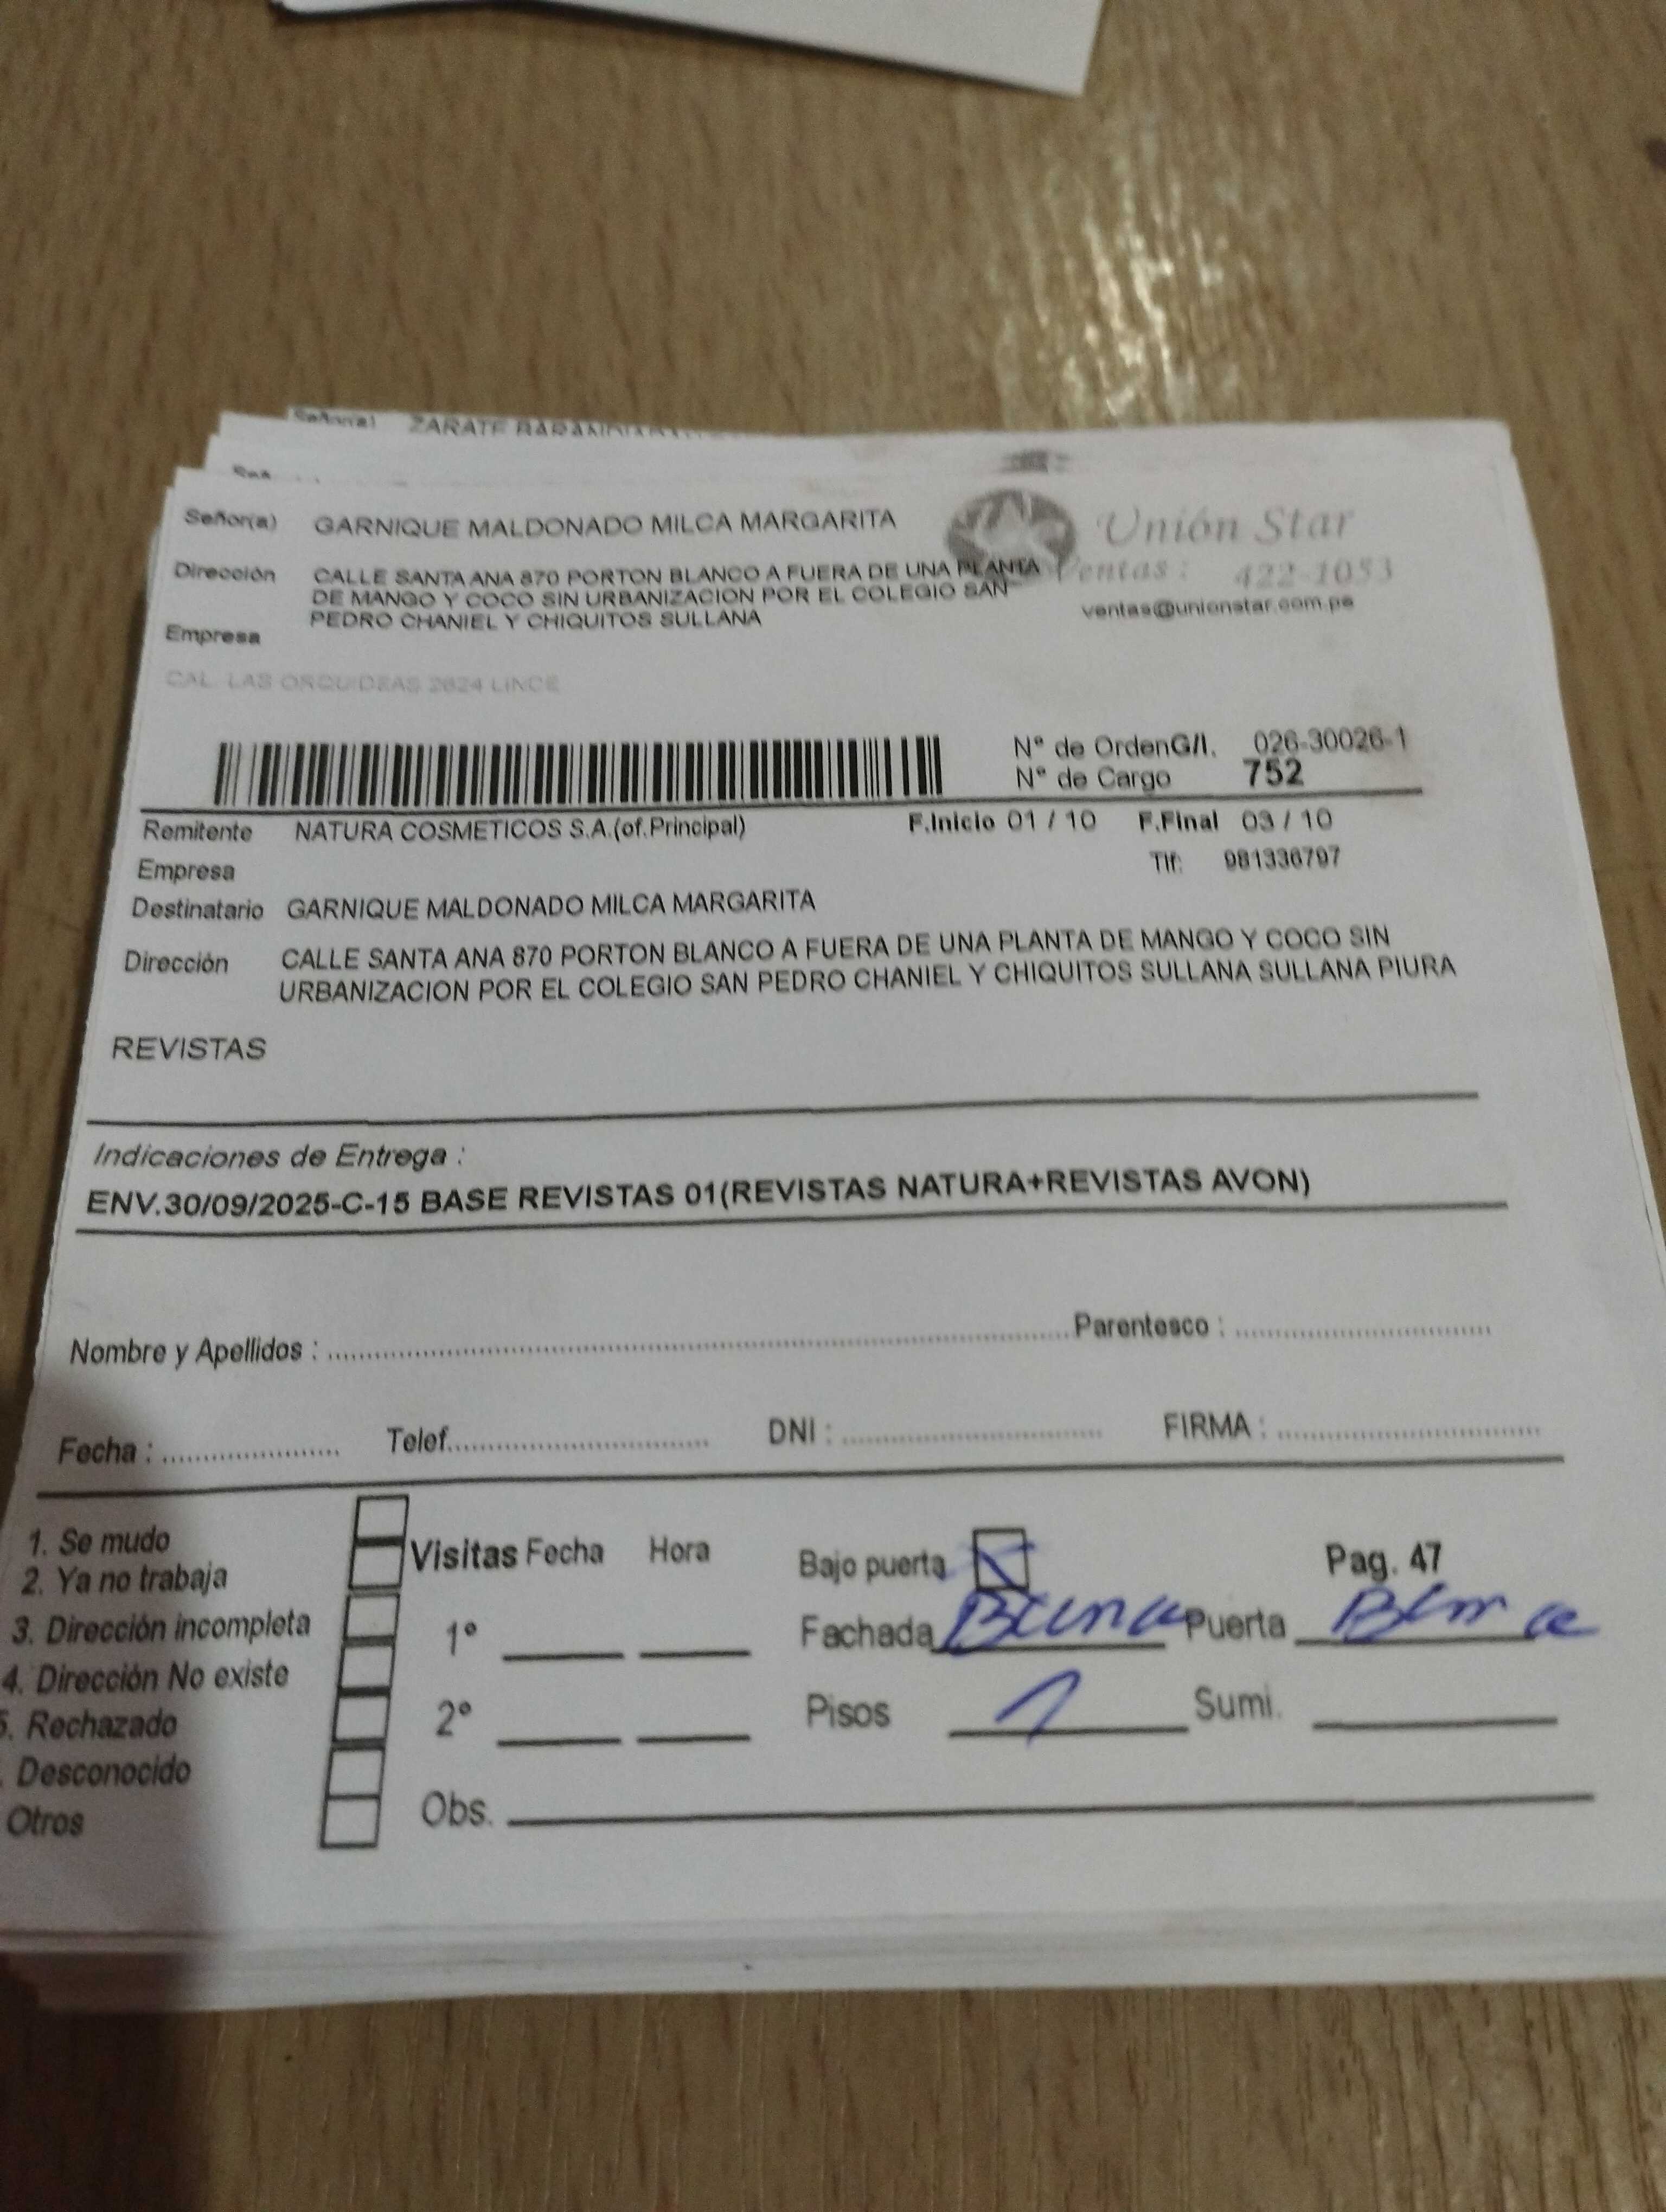 Señor(a) ZARATE
Señor(a) GARNIQUE MALDONADO MILCA MARGARITA
Unión Star
Dirección CALLE SANTA ANA 870 PORTON BLANCO A FUERA DE UNA PLANTA
DE MANGO Y COCO SIN URBANIZACION POR EL COLEGIO SAN
PEDRO CHANIEL Y CHIQUITOS SULLANA
Ventas : 422-1053
ventas@unionstar.com.pe
Empresa
CAL. LAS ORQUIDEAS 2624 LINCE
N° de OrdenG/I. 026-30026-1
N° de Cargo 752
Remitente NATURA COSMETICOS S.A.(of.Principal) F.Inicio 01 / 10 F.Final 03 / 10
Empresa Tlf: 981336797
Destinatario GARNIQUE MALDONADO MILCA MARGARITA
Dirección CALLE SANTA ANA 870 PORTON BLANCO A FUERA DE UNA PLANTA DE MANGO Y COCO SIN
URBANIZACION POR EL COLEGIO SAN PEDRO CHANIEL Y CHIQUITOS SULLANA SULLANA PIURA
REVISTAS
Indicaciones de Entrega :
ENV.30/09/2025-C-15 BASE REVISTAS 01(REVISTAS NATURA+REVISTAS AVON)
Nombre y Apellidos : Parentesco :
Fecha : Telef. DNI : FIRMA :
1. Se mudo
2. Ya no trabaja
3. Dirección incompleta
4. Dirección No existe
5. Rechazado
. Desconocido
Otros
Visitas Fecha Hora
1°
2°
Obs.
Bajo puerta Pag. 47
Fachada Puerta
Pisos 1 Sumi.